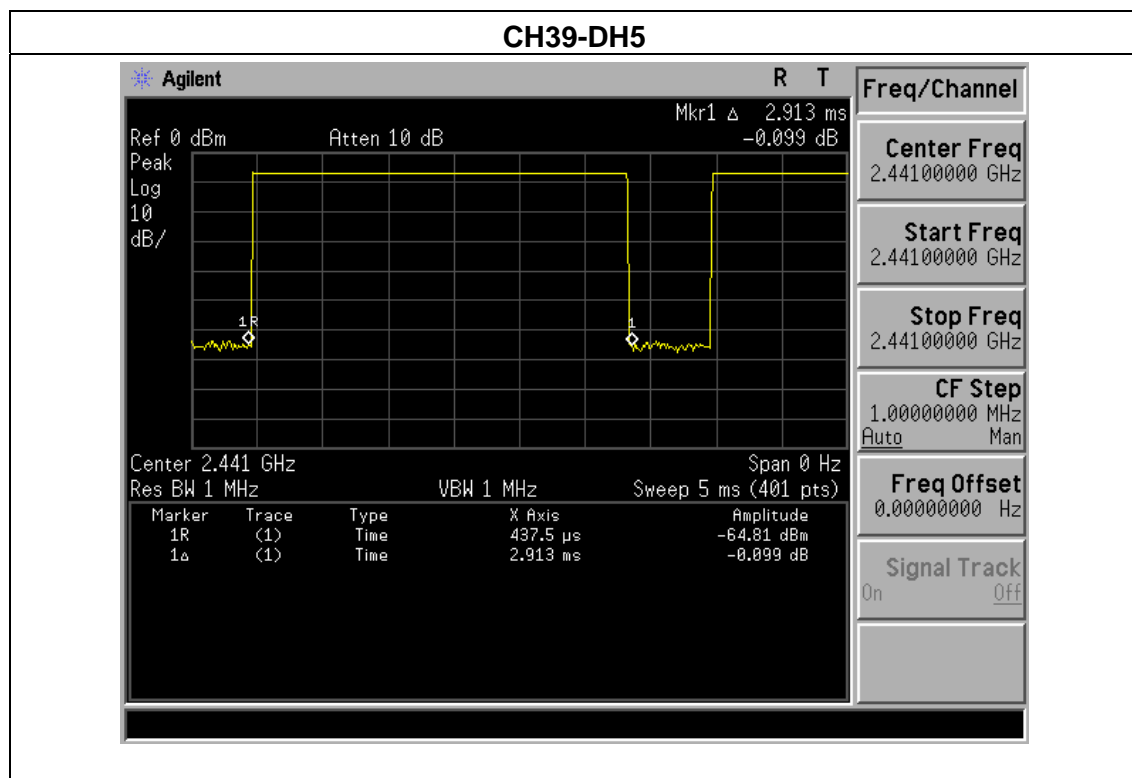 CH39-DH5
Agilent R T
Mkr1 Δ 2.913 ms
Ref 0 dBm Atten 10 dB -0.099 dB
Peak
Log
10
dB/
1R
1
Center 2.441 GHz Span 0 Hz
Res BW 1 MHz VBW 1 MHz Sweep 5 ms (401 pts)
Marker Trace Type X Axis Amplitude
1R (1) Time 437.5 µs -64.81 dBm
1Δ (1) Time 2.913 ms -0.099 dB
Freq/Channel
Center Freq
2.44100000 GHz
Start Freq
2.44100000 GHz
Stop Freq
2.44100000 GHz
CF Step
1.00000000 MHz
Auto Man
Freq Offset
0.00000000 Hz
Signal Track
On Off